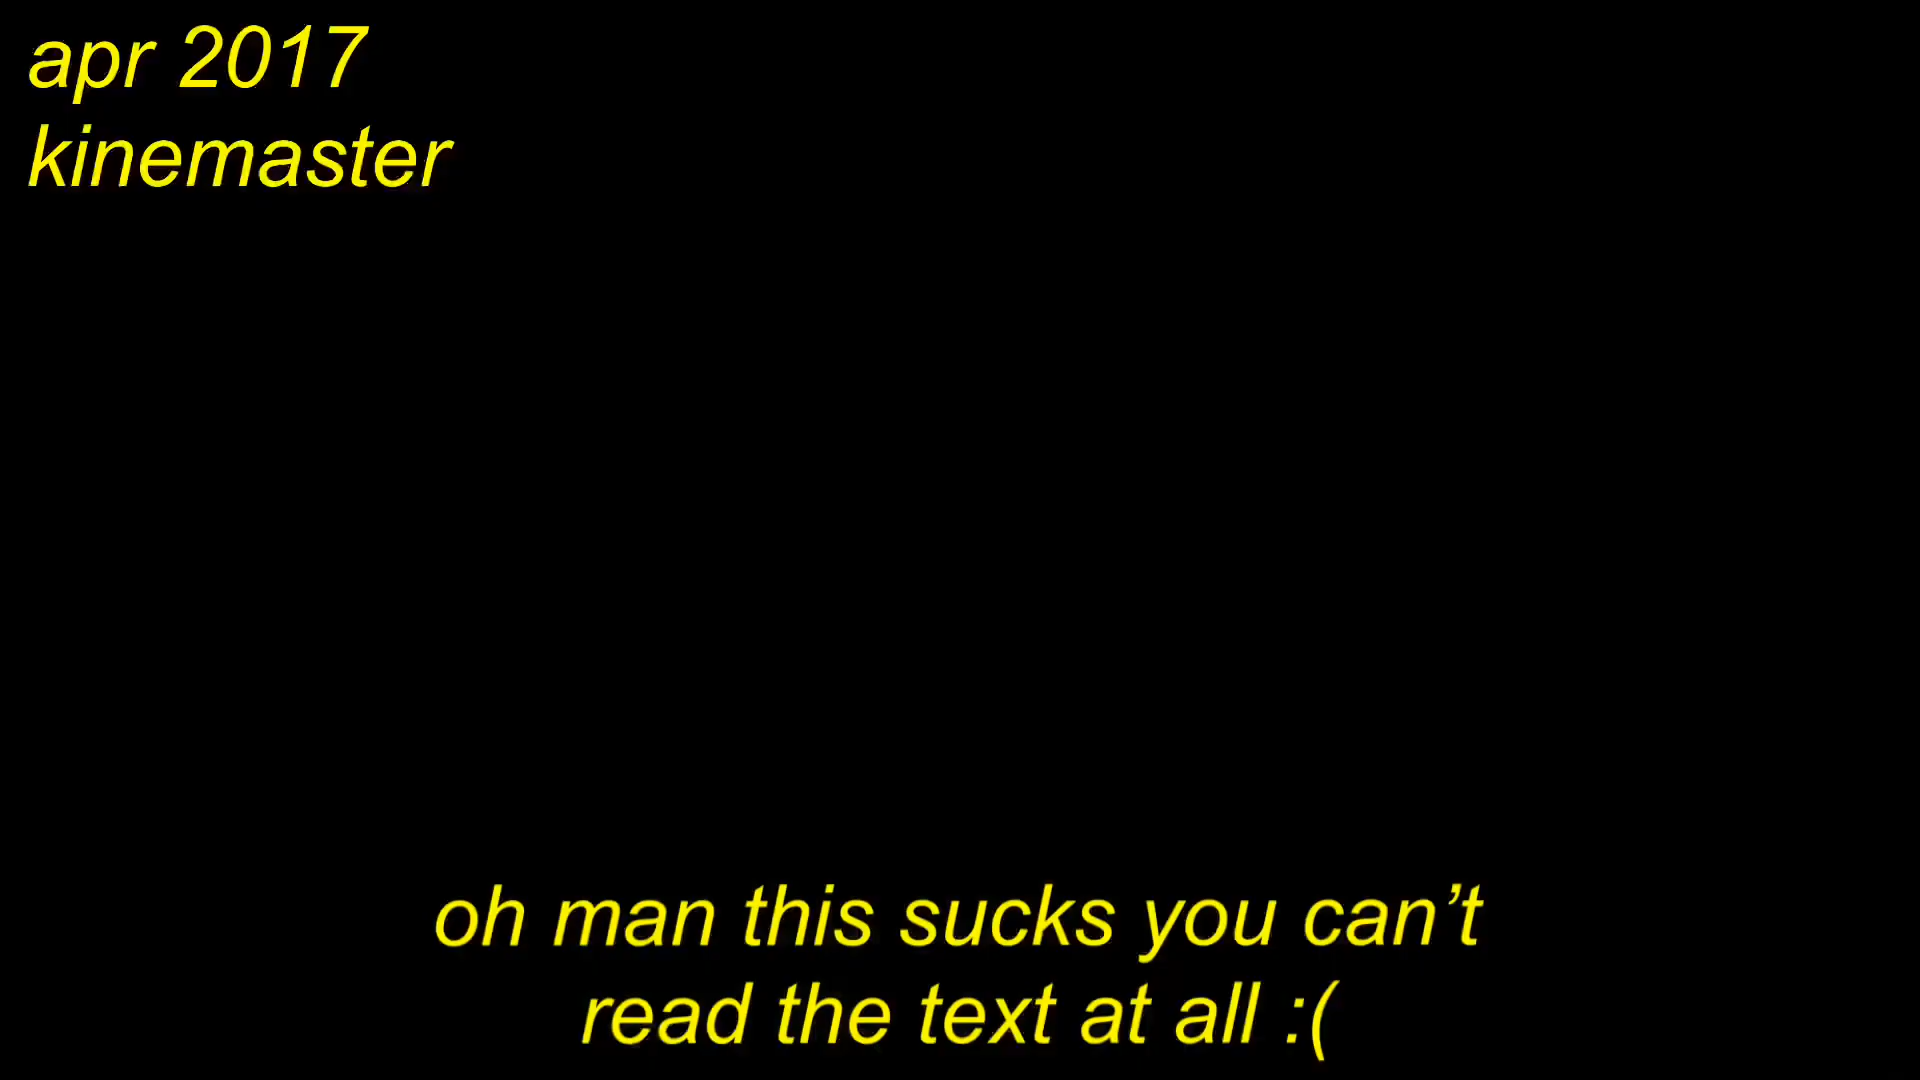 apr 2017
kinemaster
oh man this sucks you can’t
read the text at all :(